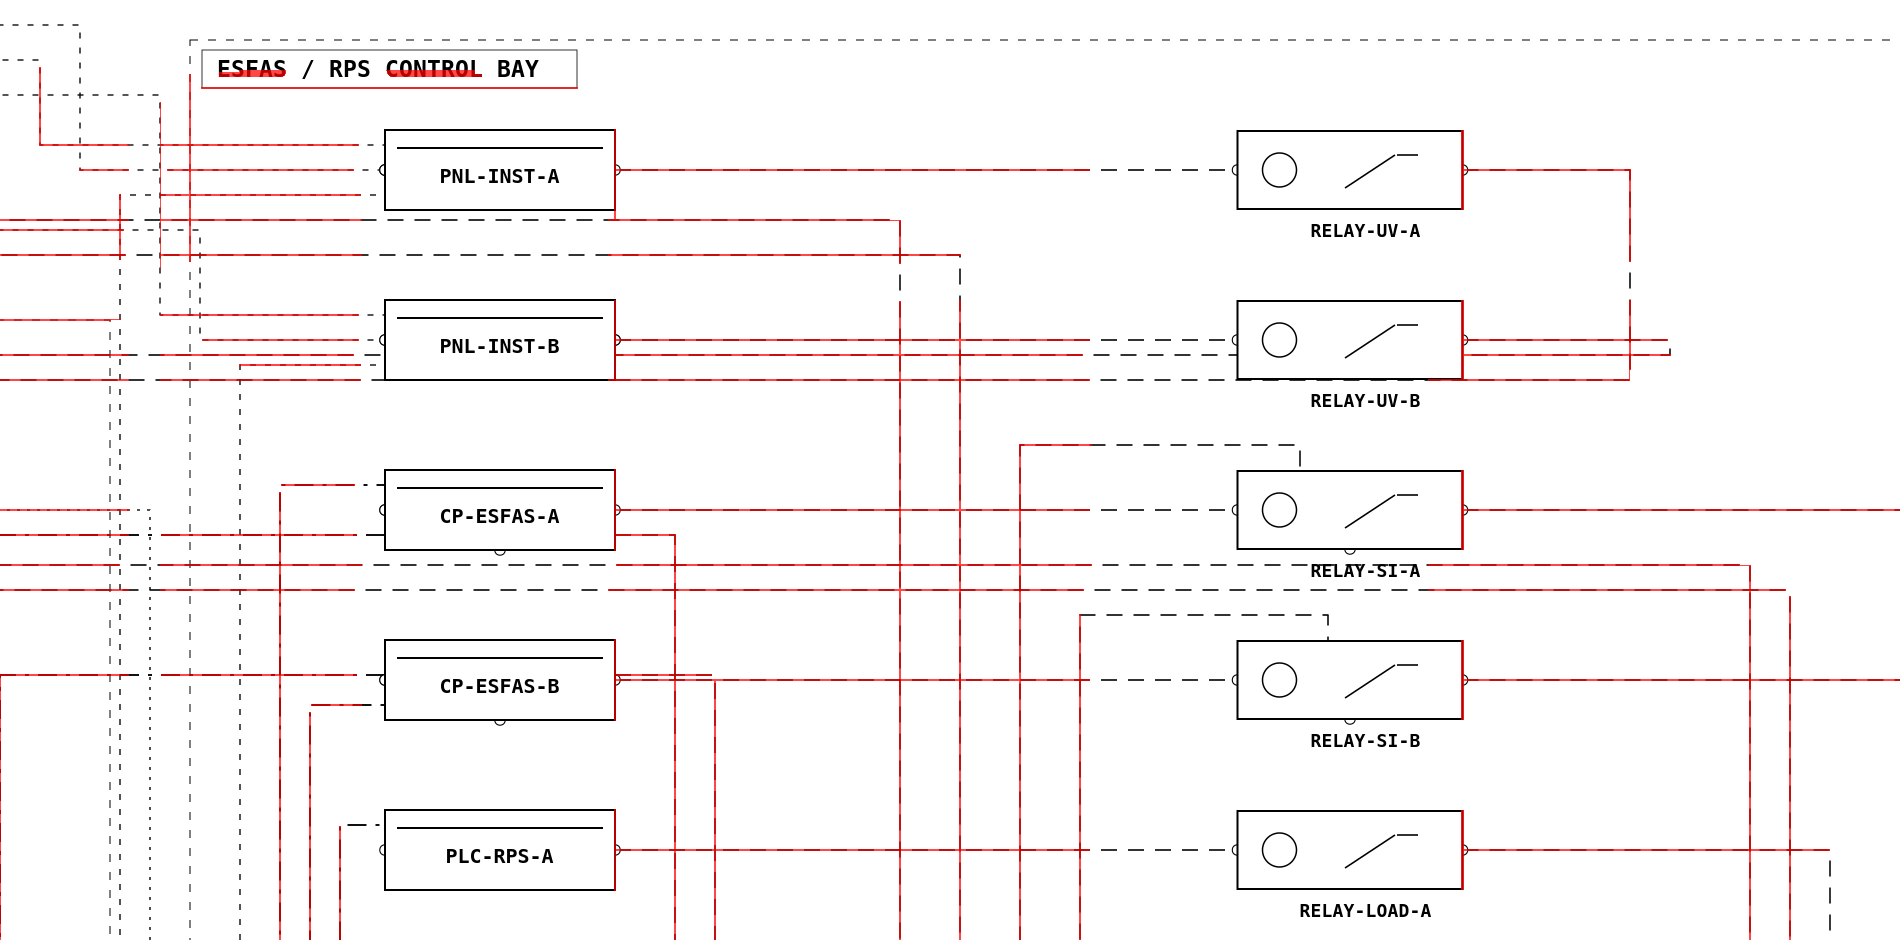 ESFAS / RPS CONTROL BAY
PNL-INST-A
RELAY-UV-A
PNL-INST-B
RELAY-UV-B
CP-ESFAS-A
RELAY-SI-A
CP-ESFAS-B
RELAY-SI-B
PLC-RPS-A
RELAY-LOAD-A